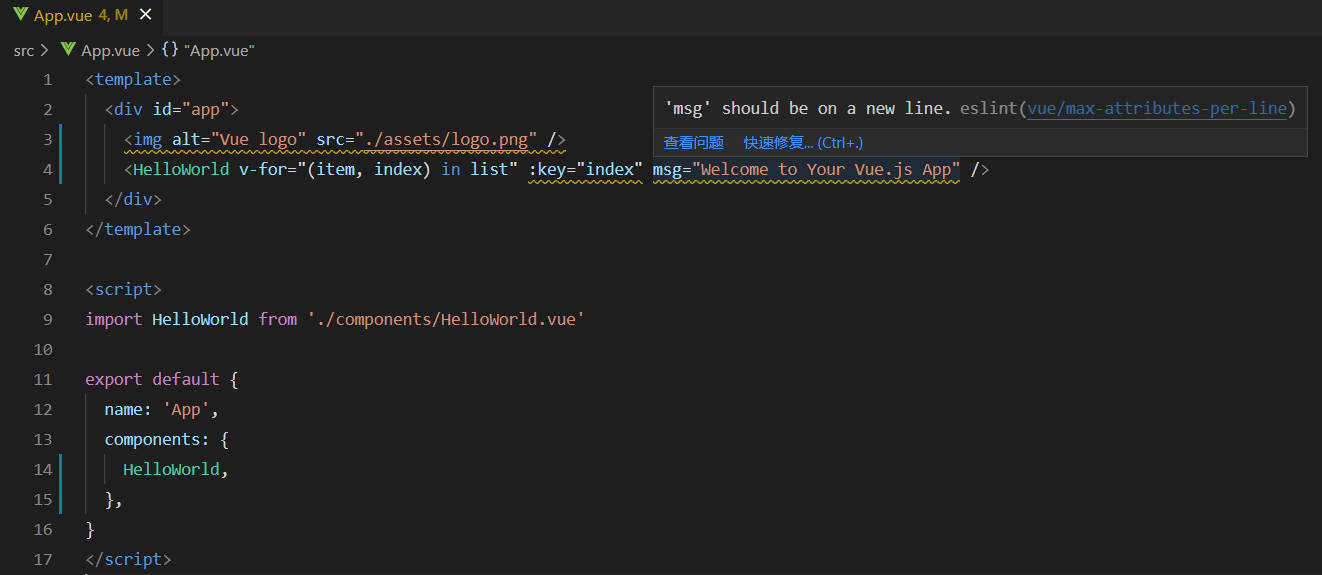 App.vue 4, M ×
src > App.vue > {} "App.vue"
1 <template>
2 <div id="app">
'msg' should be on a new line. eslint(vue/max-attributes-per-line)
3 <img alt="Vue logo" src="./assets/logo.png" />
查看问题 快速修复... (Ctrl+.)
4 <HelloWorld v-for="(item, index) in list" :key="index" msg="Welcome to Your Vue.js App" />
5 </div>
6 </template>
7
8 <script>
9 import HelloWorld from './components/HelloWorld.vue'
10
11 export default {
12 name: 'App',
13 components: {
14 HelloWorld,
15 },
16 }
17 </script>